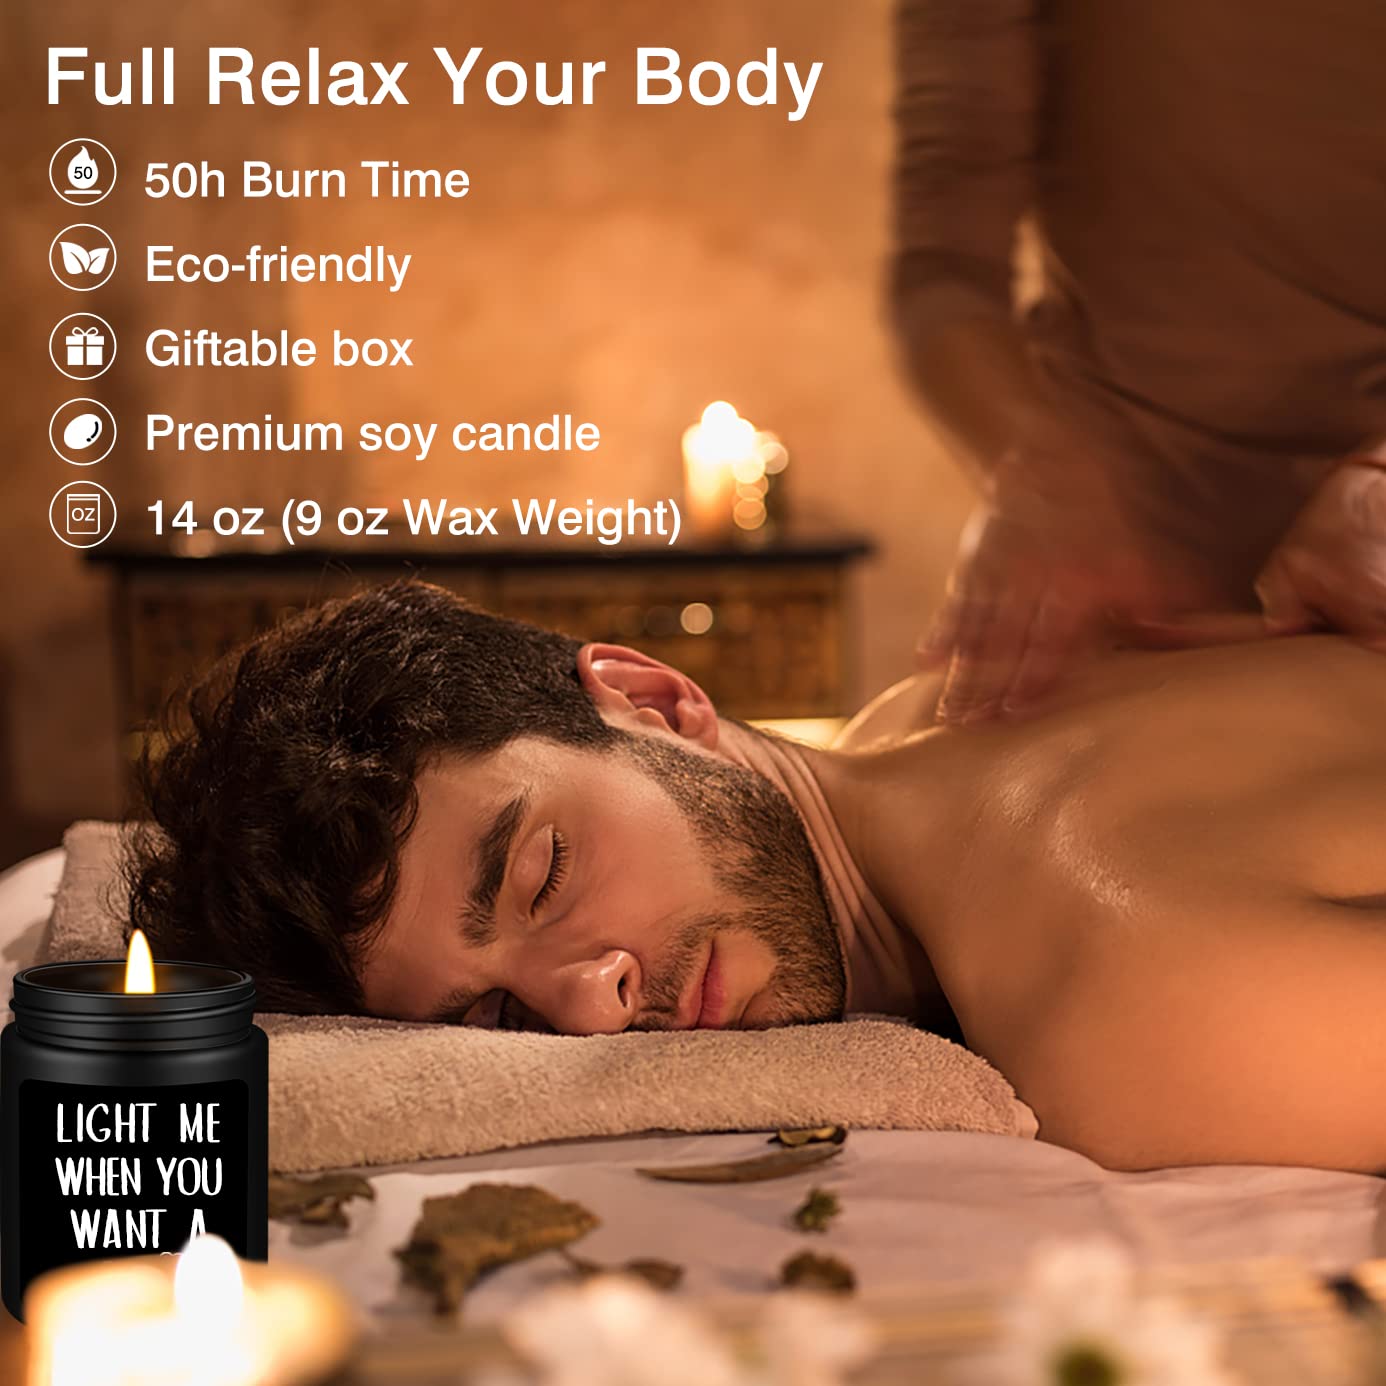 Full Relax Your Body
50
50h Burn Time
Eco-friendly
Giftable box
Premium soy candle
OZ
14 oz (9 oz Wax Weight)
LIGHT ME
WHEN YOU
WANT A